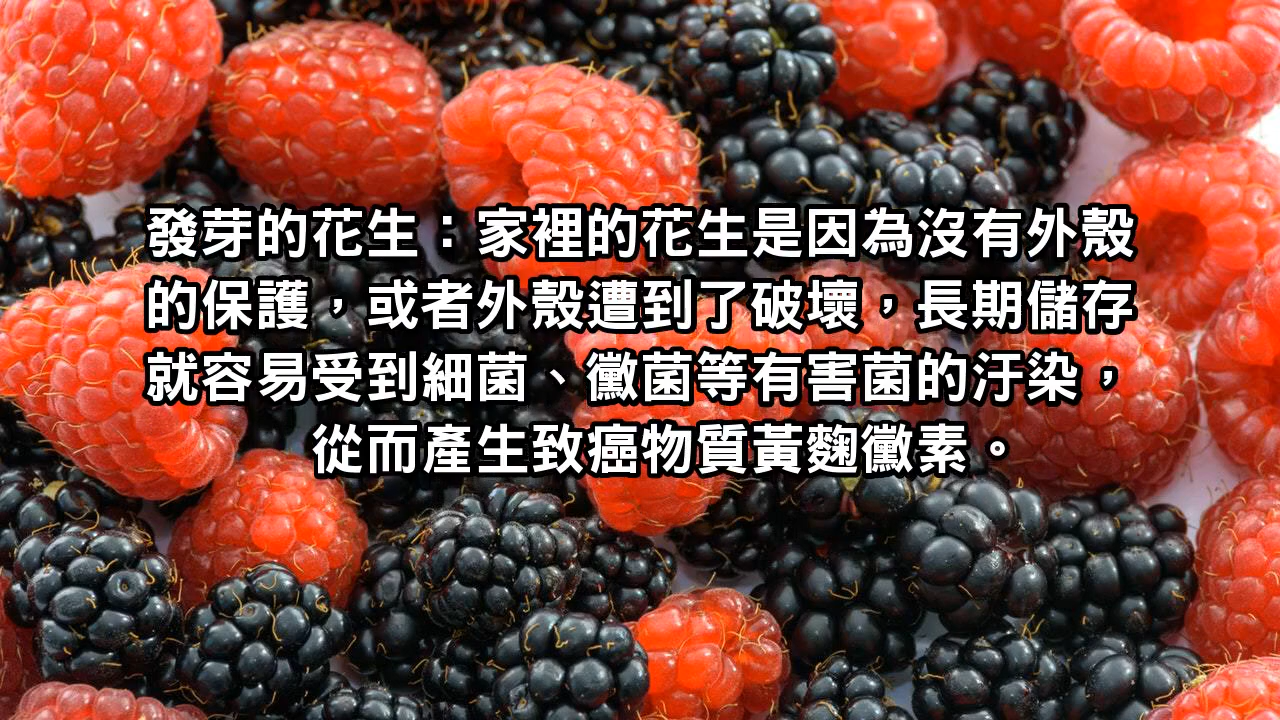 發芽的花生：家裡的花生是因為沒有外殼
的保護，或者外殼遭到了破壞，長期儲存
就容易受到細菌、黴菌等有害菌的汙染，
從而產生致癌物質黃麴黴素。